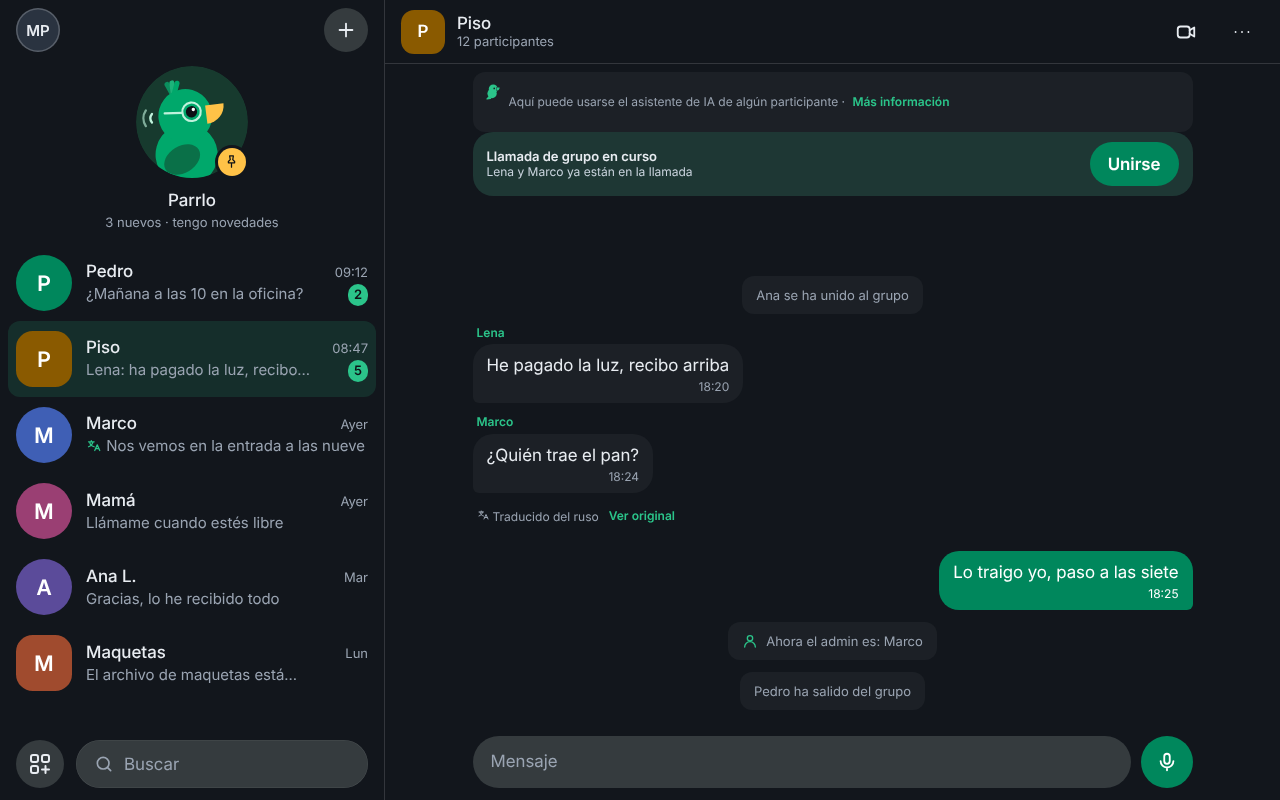 MP
Parrlo
3 nuevos · tengo novedades
P
Pedro
09:12
¿Mañana a las 10 en la oficina?
2
P
Piso
08:47
Lena: ha pagado la luz, recibo...
5
M
Marco
Ayer
Nos vemos en la entrada a las nueve
M
Mamá
Ayer
Llámame cuando estés libre
A
Ana L.
Mar
Gracias, lo he recibido todo
M
Maquetas
Lun
El archivo de maquetas está...
Buscar
P
Piso
12 participantes
Aquí puede usarse el asistente de IA de algún participante · Más información
Llamada de grupo en curso
Lena y Marco ya están en la llamada
Unirse
Ana se ha unido al grupo
Lena
He pagado la luz, recibo arriba
18:20
Marco
¿Quién trae el pan?
18:24
Traducido del ruso Ver original
Lo traigo yo, paso a las siete
18:25
Ahora el admin es: Marco
Pedro ha salido del grupo
Mensaje